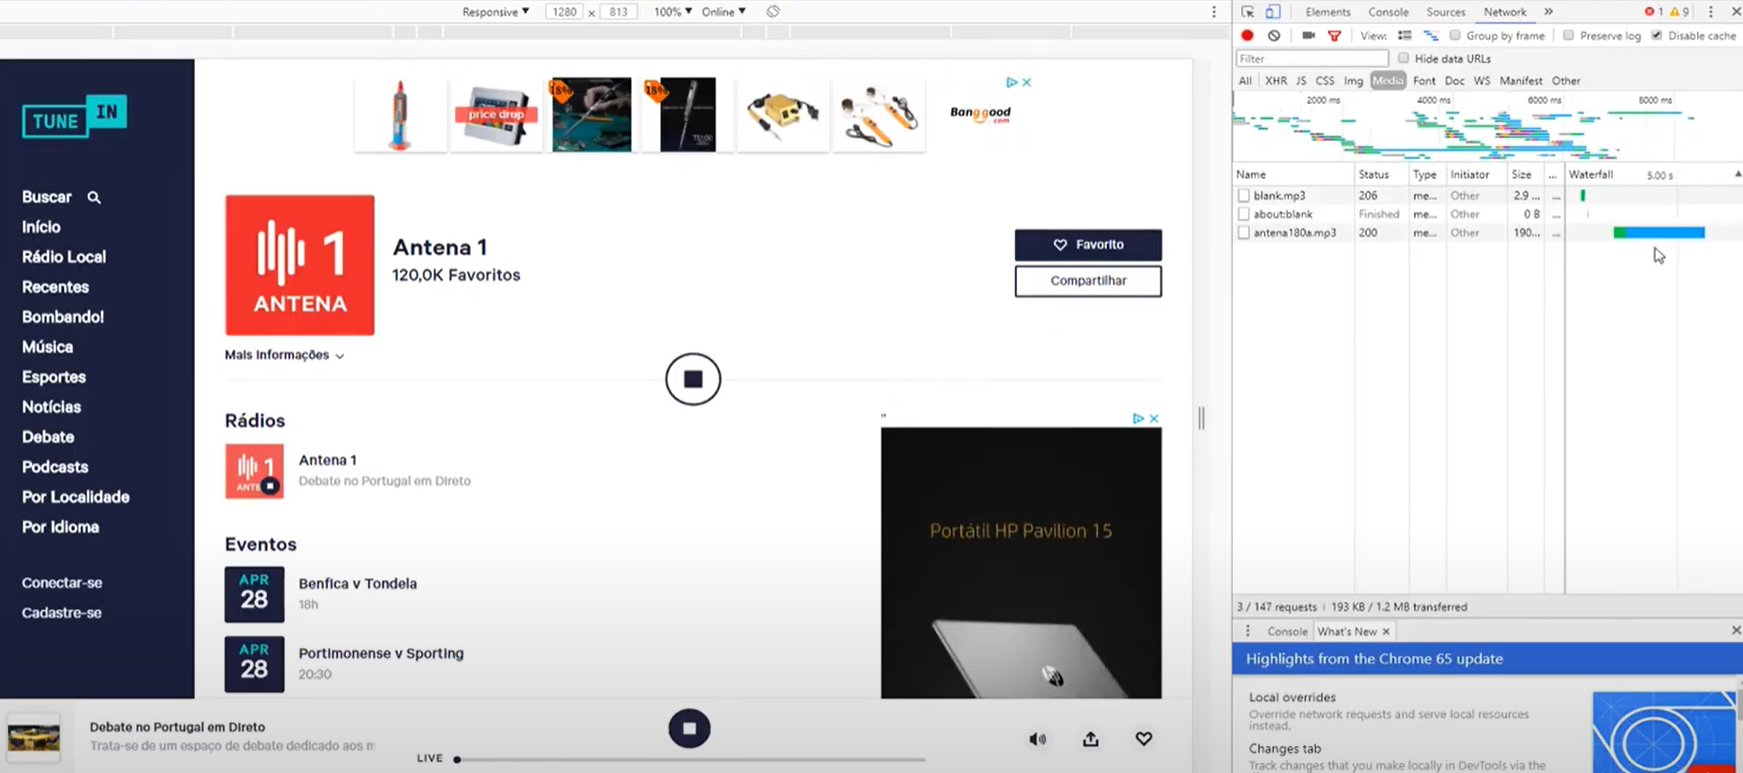 Responsive ▼ 1280 x 813 100% ▼ Online ▼
Elements Console Sources Network » 1 9
View: Group by frame Preserve log Disable cache
Filter Hide data URLs
All XHR JS CSS Img Media Font Doc WS Manifest Other
2000 ms 4000 ms 6000 ms 8000 ms
Name Status Type Initiator Size ... Waterfall 5.00 s
blank.mp3 206 me... Other 2.9 ... ...
about:blank Finished me... Other 0 B ...
antena180a.mp3 200 me... Other 190... ...
3 / 147 requests | 193 KB / 1.2 MB transferred
Console What's New ×
Highlights from the Chrome 65 update
Local overrides
Override network requests and serve local resources
instead.
Changes tab
Track changes that you make locally in DevTools via the
TUNE IN
Buscar
Início
Rádio Local
Recentes
Bombando!
Música
Esportes
Notícias
Debate
Podcasts
Por Localidade
Por Idioma
Conectar-se
Cadastre-se
price drop
18%
18%
Banggood
.com
1
ANTENA
Antena 1
120,0K Favoritos
Favorito
Compartilhar
Mais Informações
Rádios
Antena 1
Debate no Portugal em Direto
Eventos
APR
28
Benfica v Tondela
18h
APR
28
Portimonense v Sporting
20:30
Portátil HP Pavilion 15
Debate no Portugal em Direto
Trata-se de um espaço de debate dedicado aos m
LIVE